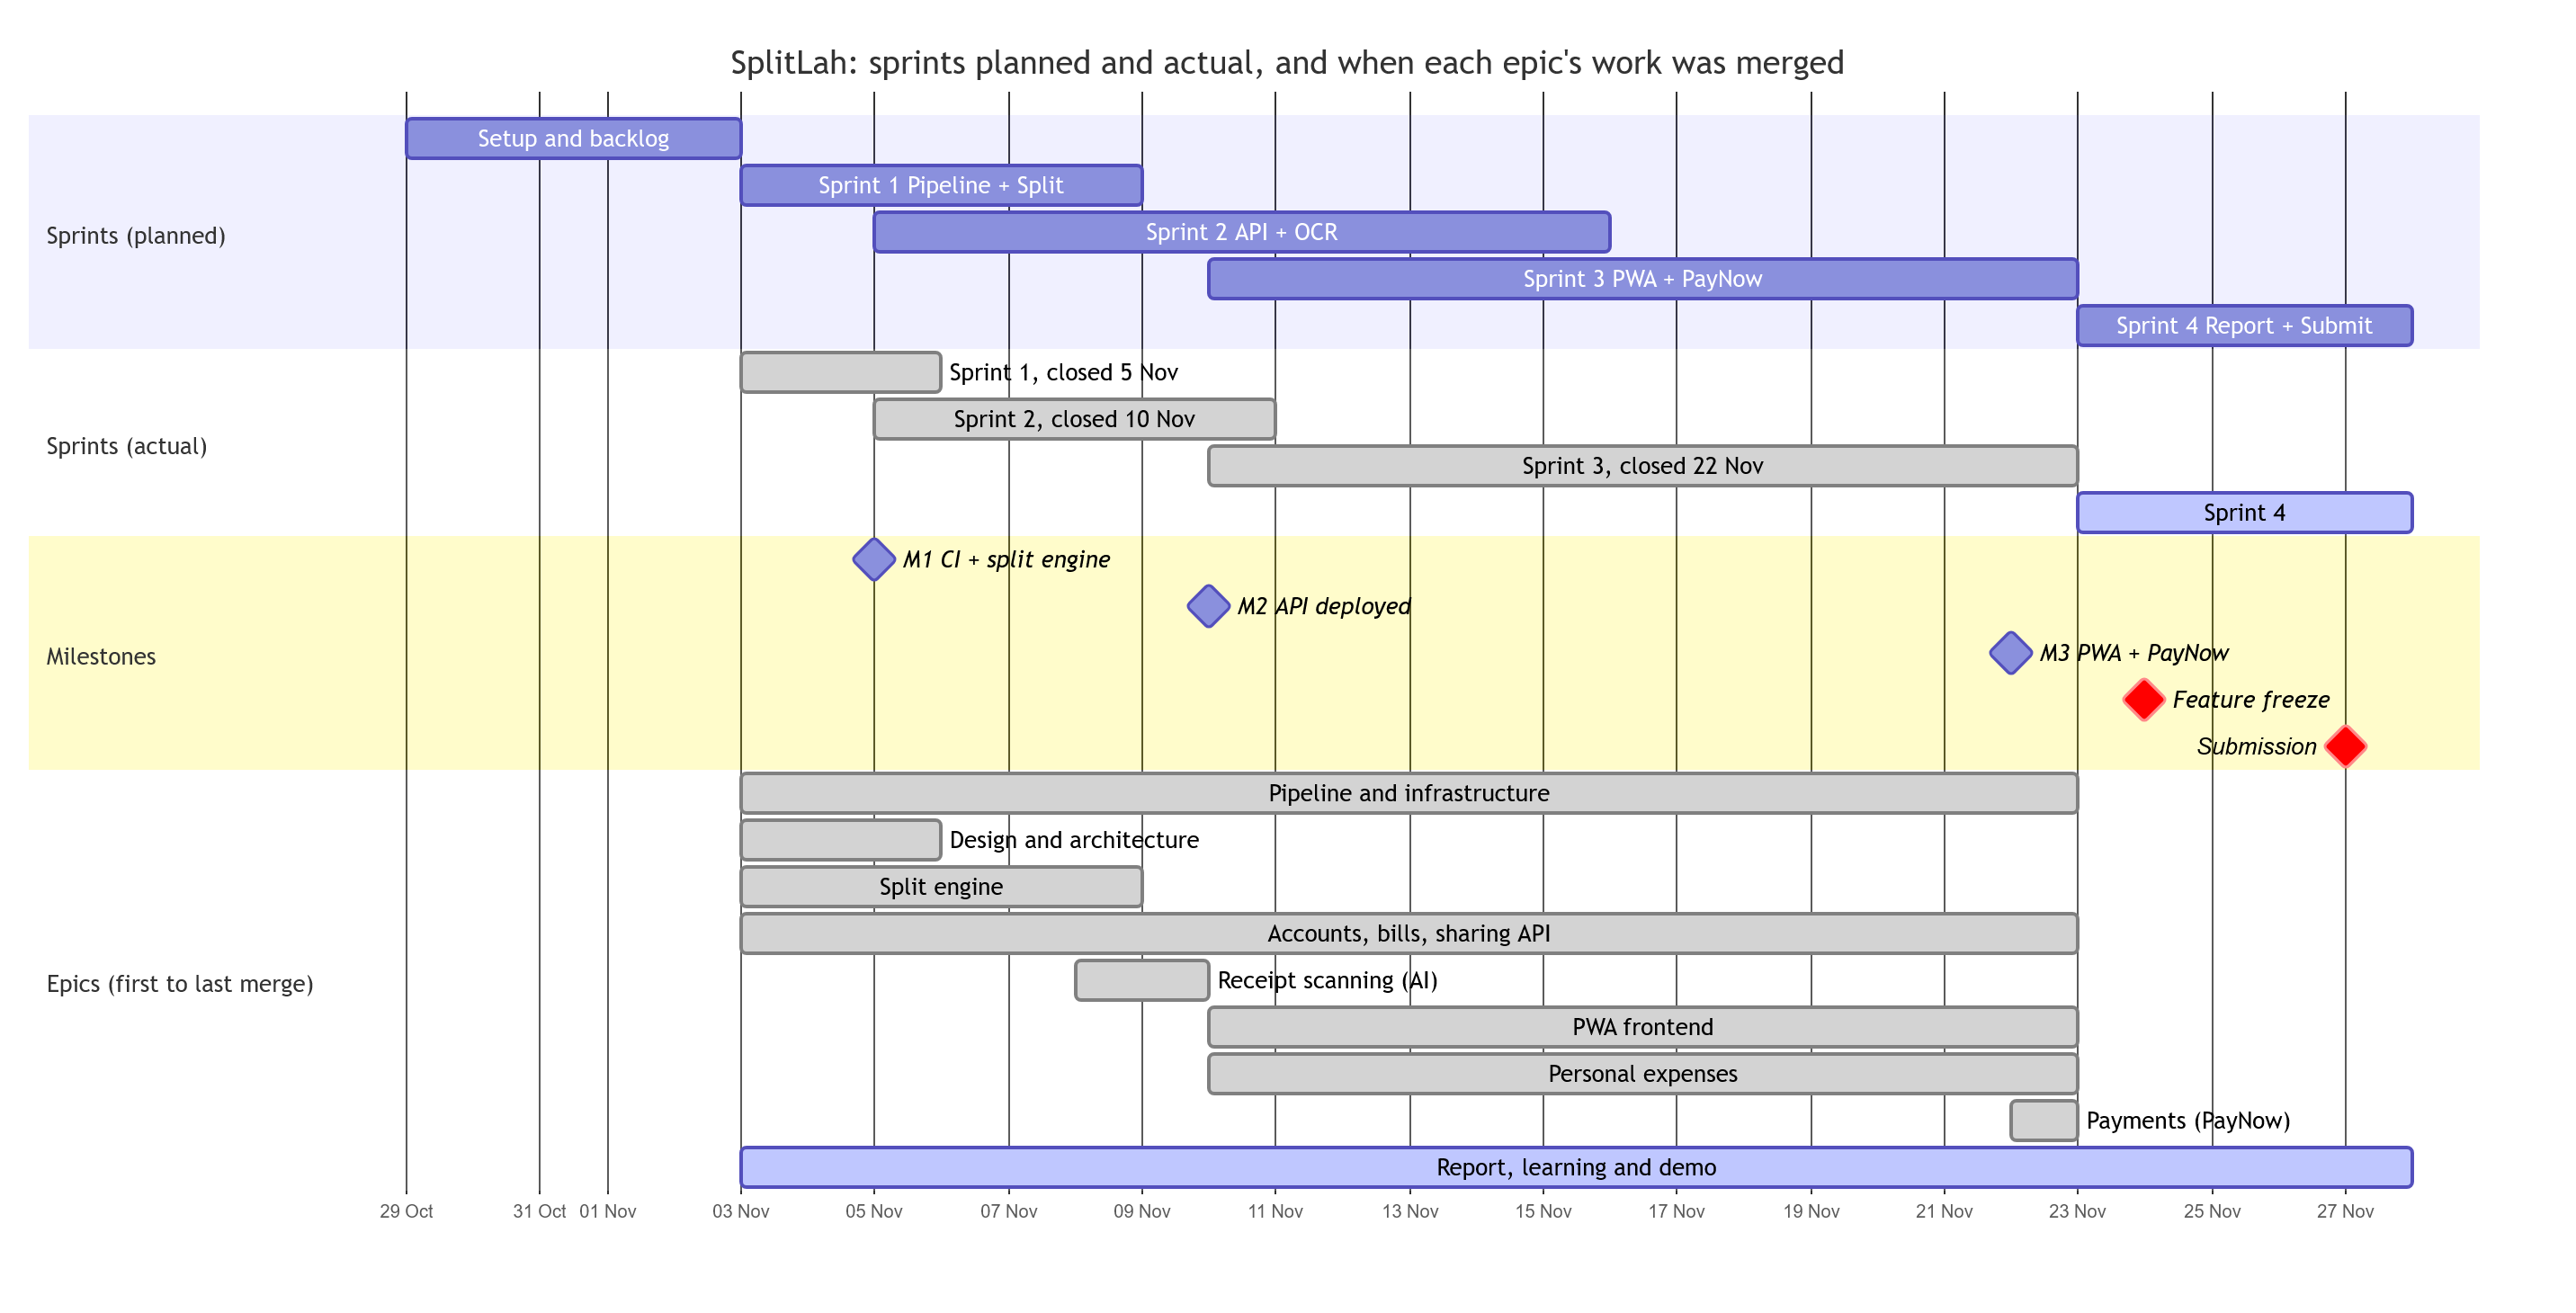 SplitLah: sprints planned and actual, and when each epic's work was merged
Sprints (planned)
Setup and backlog
Sprint 1 Pipeline + Split
Sprint 2 API + OCR
Sprint 3 PWA + PayNow
Sprint 4 Report + Submit
Sprints (actual)
Sprint 1, closed 5 Nov
Sprint 2, closed 10 Nov
Sprint 3, closed 22 Nov
Sprint 4
Milestones
M1 CI + split engine
M2 API deployed
M3 PWA + PayNow
Feature freeze
Submission
Epics (first to last merge)
Pipeline and infrastructure
Design and architecture
Split engine
Accounts, bills, sharing API
Receipt scanning (AI)
PWA frontend
Personal expenses
Payments (PayNow)
Report, learning and demo
29 Oct 31 Oct 01 Nov 03 Nov 05 Nov 07 Nov 09 Nov 11 Nov 13 Nov 15 Nov 17 Nov 19 Nov 21 Nov 23 Nov 25 Nov 27 Nov